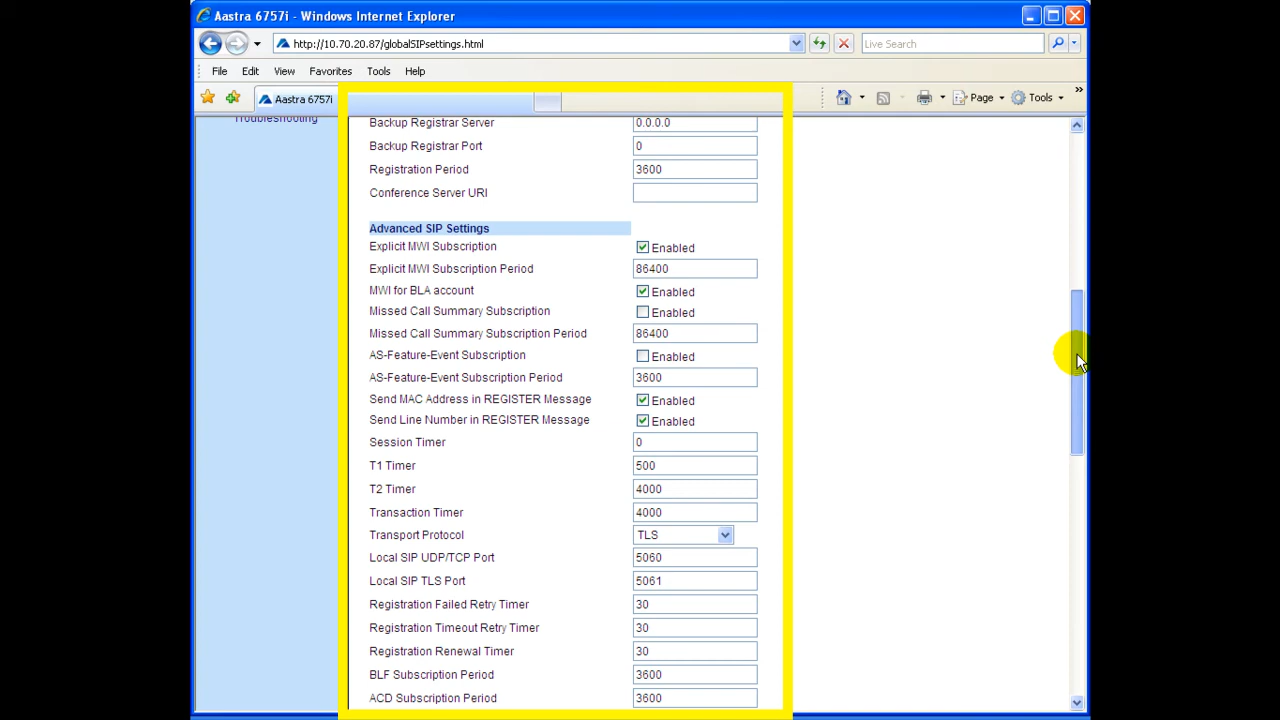 Aastra 6757i - Windows Internet Explorer
http://10.70.20.87/globalSIPsettings.html
Live Search
File Edit View Favorites Tools Help
Aastra 6757i
Page Tools
Troubleshooting
Backup Registrar Server 0.0.0.0
Backup Registrar Port 0
Registration Period 3600
Conference Server URI
Advanced SIP Settings
Explicit MWI Subscription Enabled
Explicit MWI Subscription Period 86400
MWI for BLA account Enabled
Missed Call Summary Subscription Enabled
Missed Call Summary Subscription Period 86400
AS-Feature-Event Subscription Enabled
AS-Feature-Event Subscription Period 3600
Send MAC Address in REGISTER Message Enabled
Send Line Number in REGISTER Message Enabled
Session Timer 0
T1 Timer 500
T2 Timer 4000
Transaction Timer 4000
Transport Protocol TLS
Local SIP UDP/TCP Port 5060
Local SIP TLS Port 5061
Registration Failed Retry Timer 30
Registration Timeout Retry Timer 30
Registration Renewal Timer 30
BLF Subscription Period 3600
ACD Subscription Period 3600